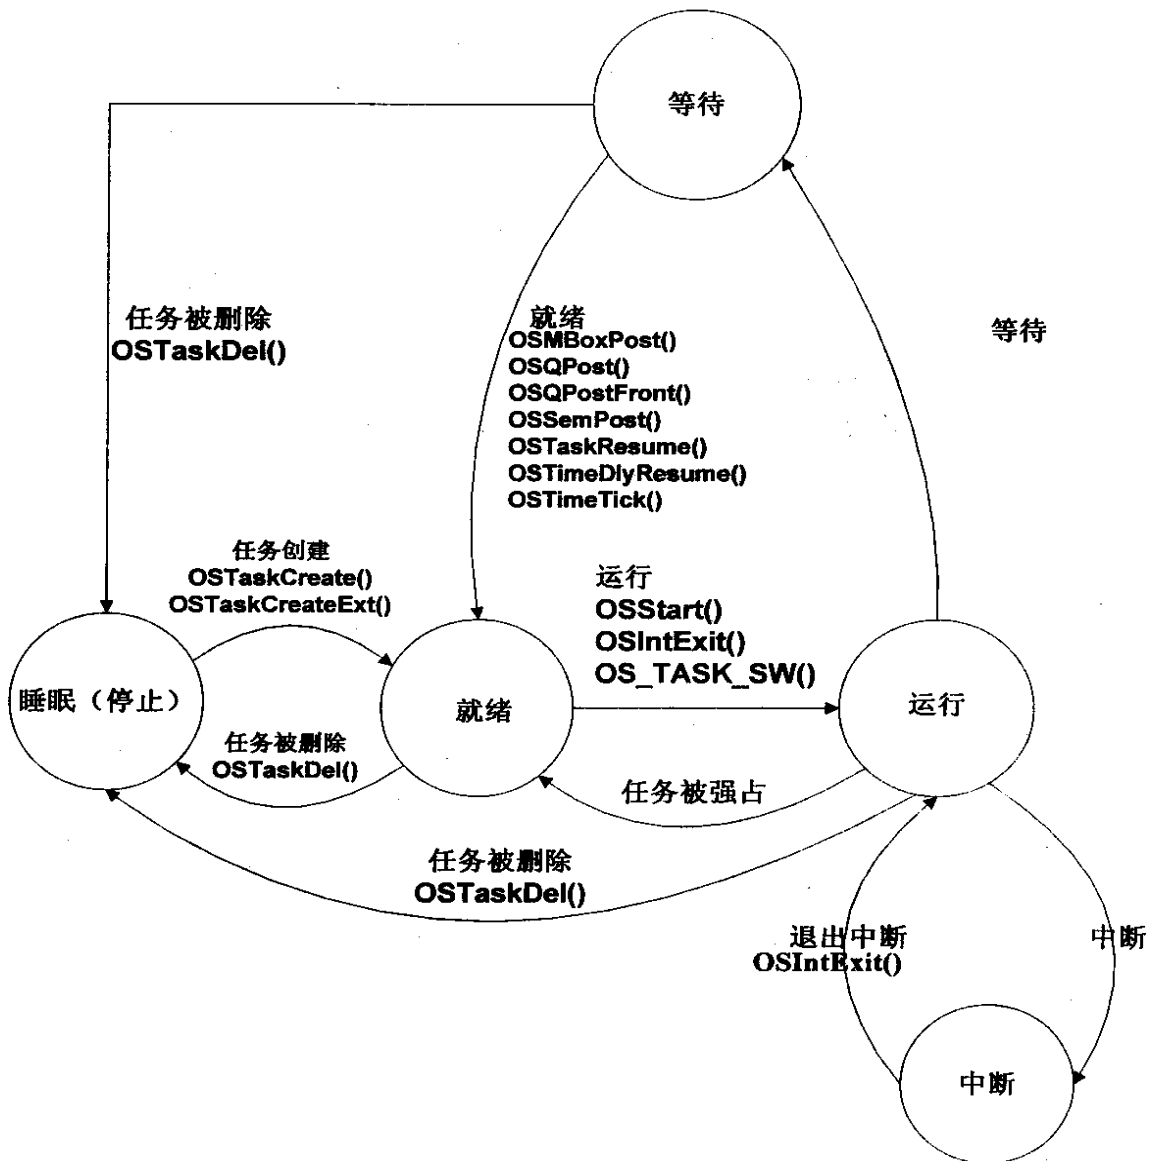 等待
任务被删除
OSTaskDel()
就绪
OSMBoxPost()
OSQPost()
OSQPostFront()
OSSemPost()
OSTaskResume()
OSTimeDlyResume()
OSTimeTick()
等待
任务创建
OSTaskCreate()
OSTaskCreateExt()
运行
OSStart()
OSIntExit()
OS_TASK_SW()
睡眠（停止）
就绪
运行
任务被删除
OSTaskDel()
任务被强占
任务被删除
OSTaskDel()
退出中断
OSIntExit()
中断
中断